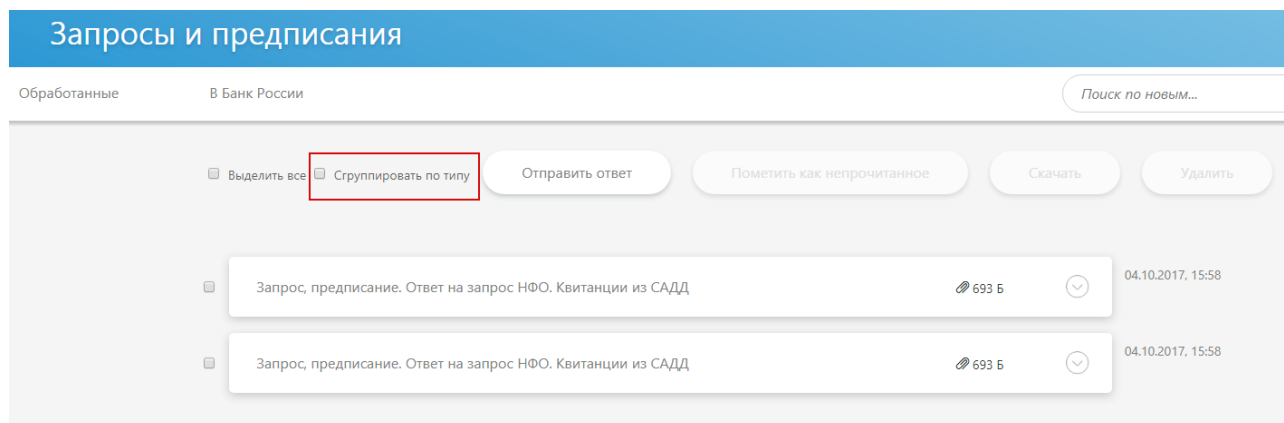 Запросы и предписания
Обработанные В Банк России Поиск по новым...
Выделить все Сгруппировать по типу Отправить ответ Пометить как непрочитанное Скачать Удалить
Запрос, предписание. Ответ на запрос НФО. Квитанции из САДД 693 Б 04.10.2017, 15:58
Запрос, предписание. Ответ на запрос НФО. Квитанции из САДД 693 Б 04.10.2017, 15:58